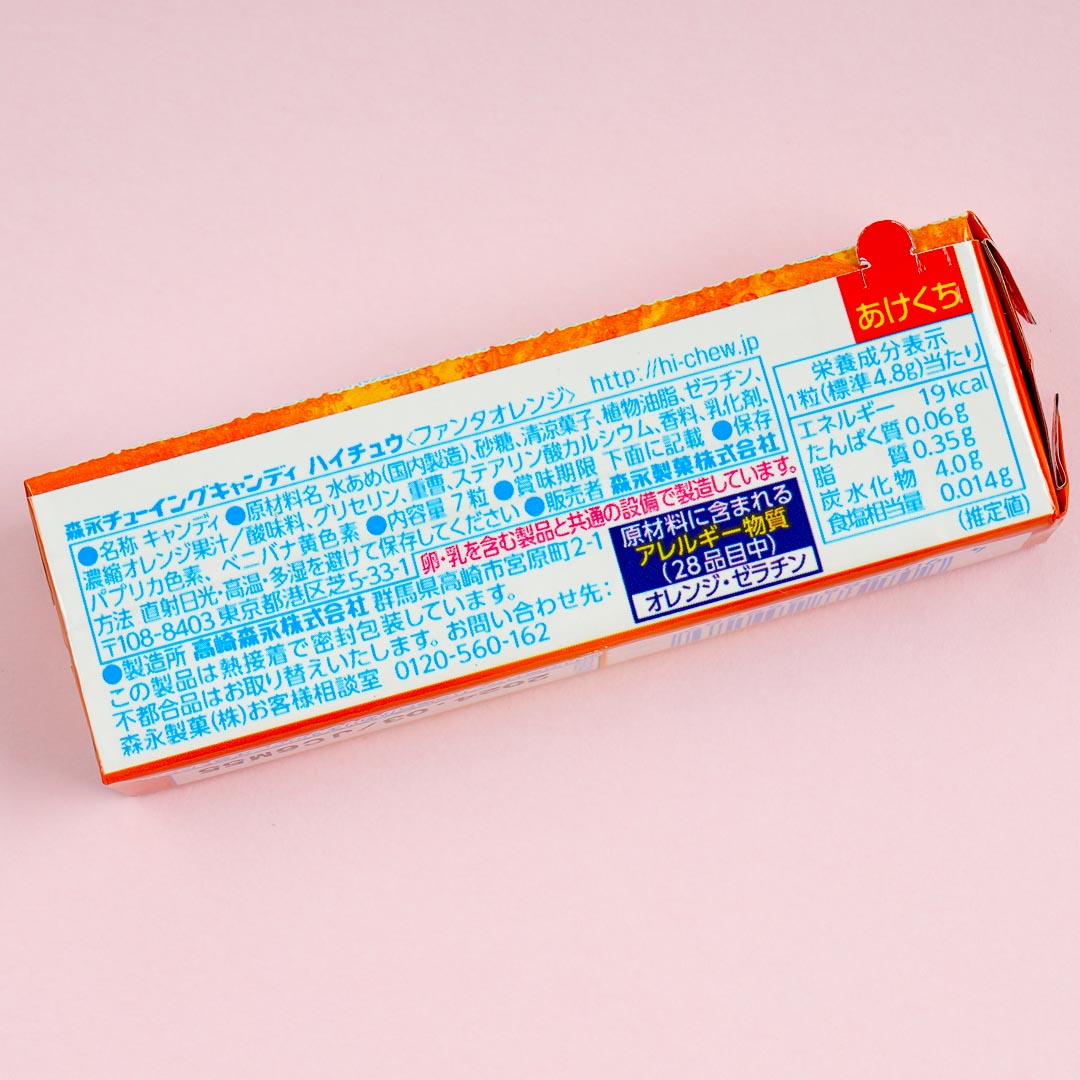 あけくち
森永チューイングキャンディ ハイチュウ〈ファンタオレンジ〉 http://hi-chew.jp
●名称 キャンディ ●原材料名 水あめ(国内製造)、砂糖、清涼菓子、植物油脂、ゼラチン、
濃縮オレンジ果汁/酸味料、グリセリン、重曹、ステアリン酸カルシウム、香料、乳化剤、
パプリカ色素、ベニバナ黄色素 ●内容量 7粒 ●賞味期限 下面に記載 ●保存
方法 直射日光・高温・多湿を避けて保存してください ●販売者 森永製菓株式会社
〒108-8403 東京都港区芝5-33-1 卵・乳を含む製品と共通の設備で製造しています。
●製造所 高崎森永株式会社 群馬県高崎市宮原町2-1
この製品は熱接着で密封包装しています。
不都合品はお取り替えいたします。お問い合わせ先:
森永製菓(株)お客様相談室 0120-560-162
原材料に含まれる
アレルギー物質
(28品目中)
オレンジ・ゼラチン
栄養成分表示
1粒(標準4.8g)当たり
エネルギー 19kcal
たんぱく質 0.06g
脂質 0.35g
炭水化物 4.0g
食塩相当量 0.014g
(推定値)